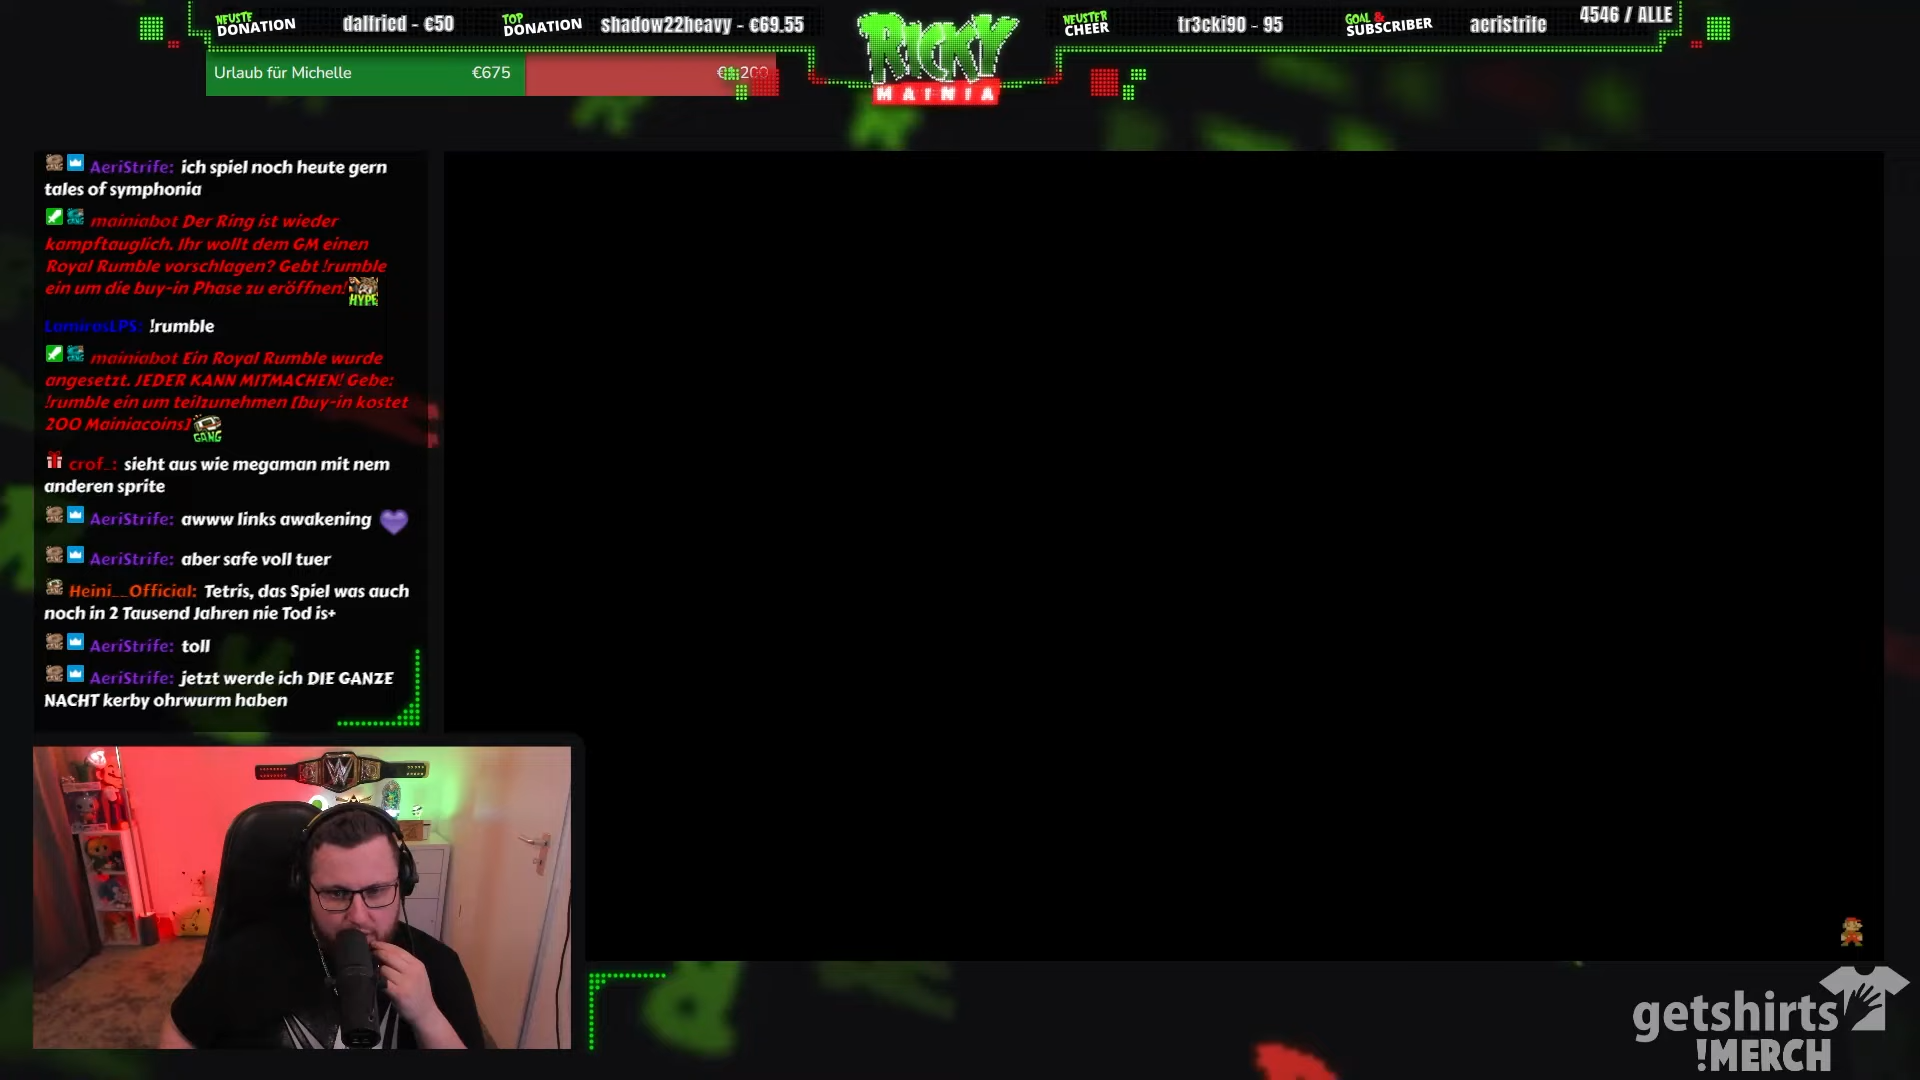 NEUSTE DONATION dalfried - €50 TOP DONATION shadow22heavy - €69.55 RICKY MAINIA NEUSTER CHEER tr3cki90 - 95 GOAL & SUBSCRIBER aeristrife 4546 / ALLE
Urlaub für Michelle €675
AeriStrife: ich spiel noch heute gern
tales of symphonia
mainiabot Der Ring ist wieder
kampftauglich. Ihr wollt dem GM einen
Royal Rumble vorschlagen? Gebt !rumble
ein um die buy-in Phase zu eröffnen! HYPE
!rumble
mainiabot Ein Royal Rumble wurde
angesetzt. JEDER KANN MITMACHEN! Gebe:
!rumble ein um teilzunehmen [buy-in kostet
200 Mainiacoins] GANG
crof_: sieht aus wie megaman mit nem
anderen sprite
AeriStrife: awww links awakening
AeriStrife: aber safe voll tuer
Heini__Official: Tetris, das Spiel was auch
noch in 2 Tausend Jahren nie Tod is+
AeriStrife: toll
AeriStrife: jetzt werde ich DIE GANZE
NACHT kerby ohrwurm haben
getshirts
!MERCH